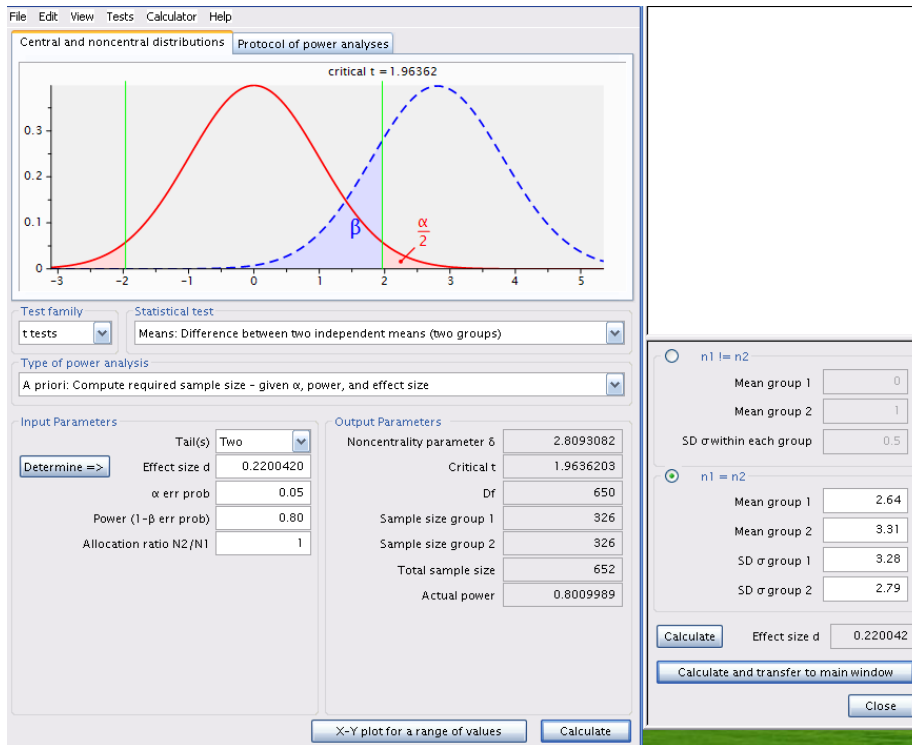 File Edit View Tests Calculator Help
Central and noncentral distributions Protocol of power analyses
critical t = 1.96362
0.3
0.2
0.1
0
β
α
2
-3 -2 -1 0 1 2 3 4 5
Test family
t tests
Statistical test
Means: Difference between two independent means (two groups)
Type of power analysis
A priori: Compute required sample size – given α, power, and effect size
Input Parameters
Tail(s) Two
Determine => Effect size d 0.2200420
α err prob 0.05
Power (1-β err prob) 0.80
Allocation ratio N2/N1 1
Output Parameters
Noncentrality parameter δ 2.8093082
Critical t 1.9636203
Df 650
Sample size group 1 326
Sample size group 2 326
Total sample size 652
Actual power 0.8009989
X-Y plot for a range of values Calculate
n1 != n2
Mean group 1 0
Mean group 2 1
SD σ within each group 0.5
n1 = n2
Mean group 1 2.64
Mean group 2 3.31
SD σ group 1 3.28
SD σ group 2 2.79
Calculate Effect size d 0.220042
Calculate and transfer to main window
Close